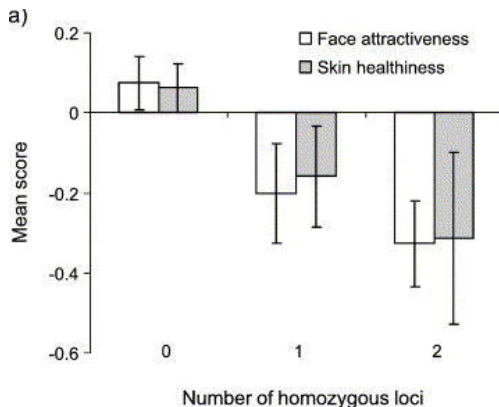 a)
0.2
Face attractiveness
Skin healthiness
0
-0.2
-0.4
-0.6
Mean score
0 1 2
Number of homozygous loci